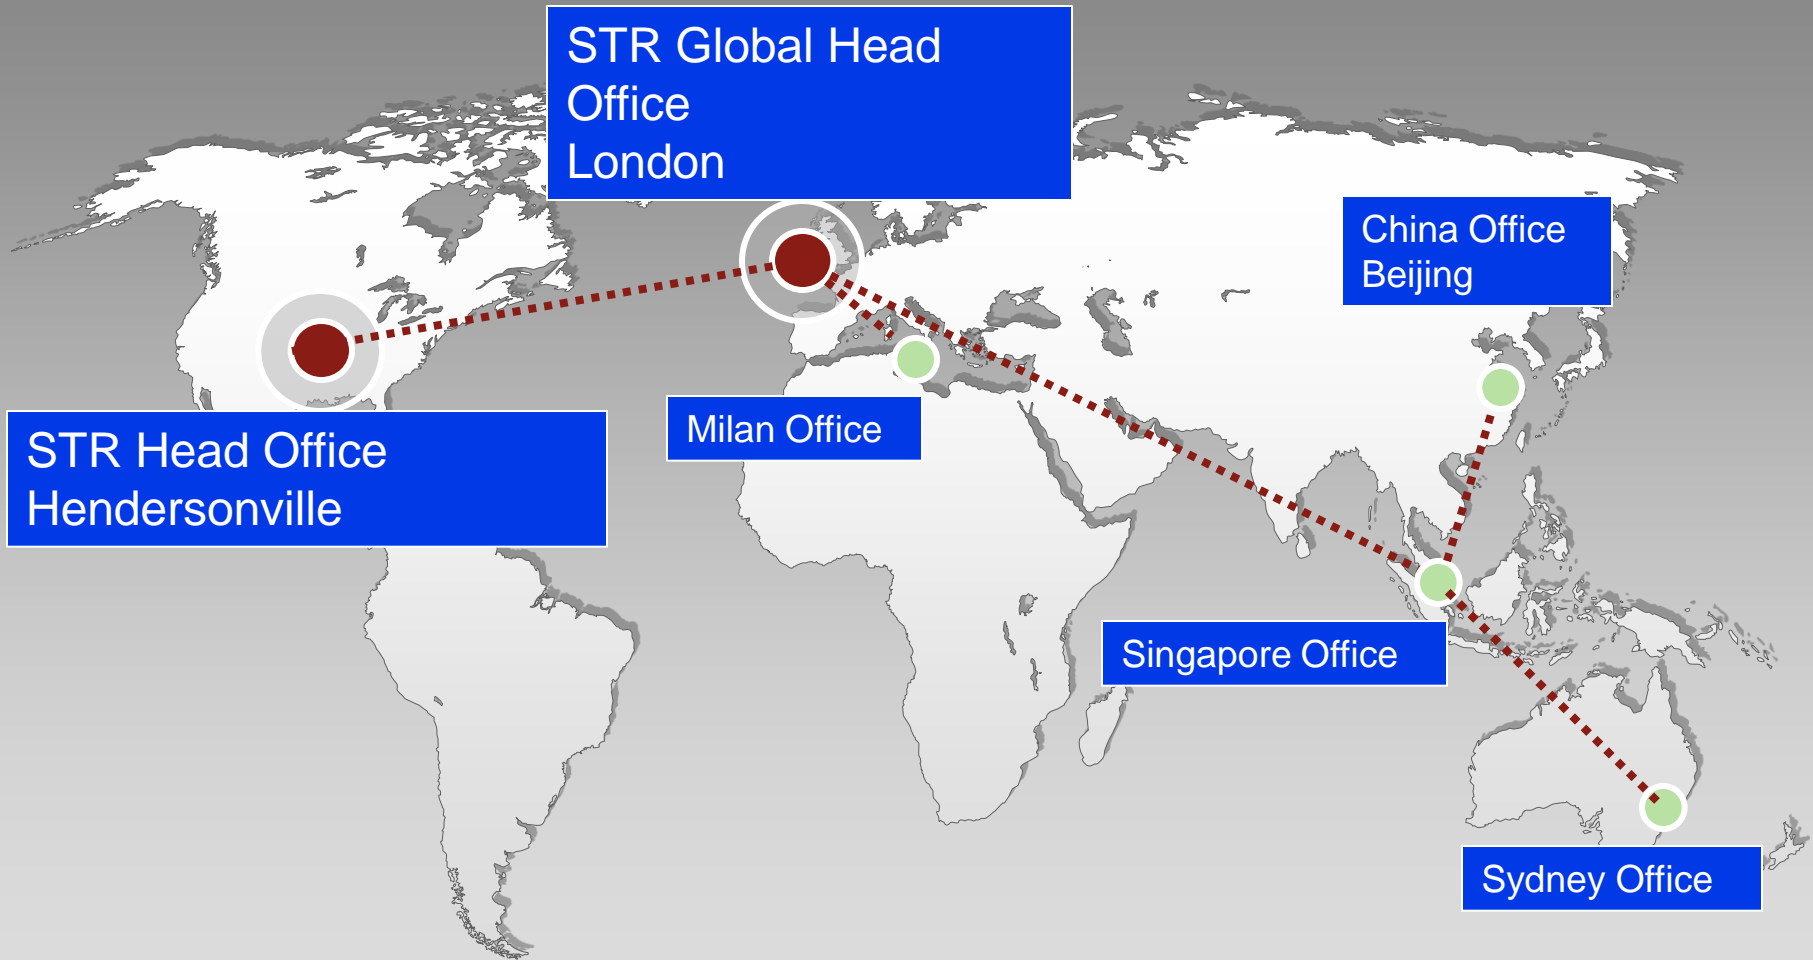 STR Global Head
Office
London
China Office
Beijing
Milan Office
STR Head Office
Hendersonville
Singapore Office
Sydney Office